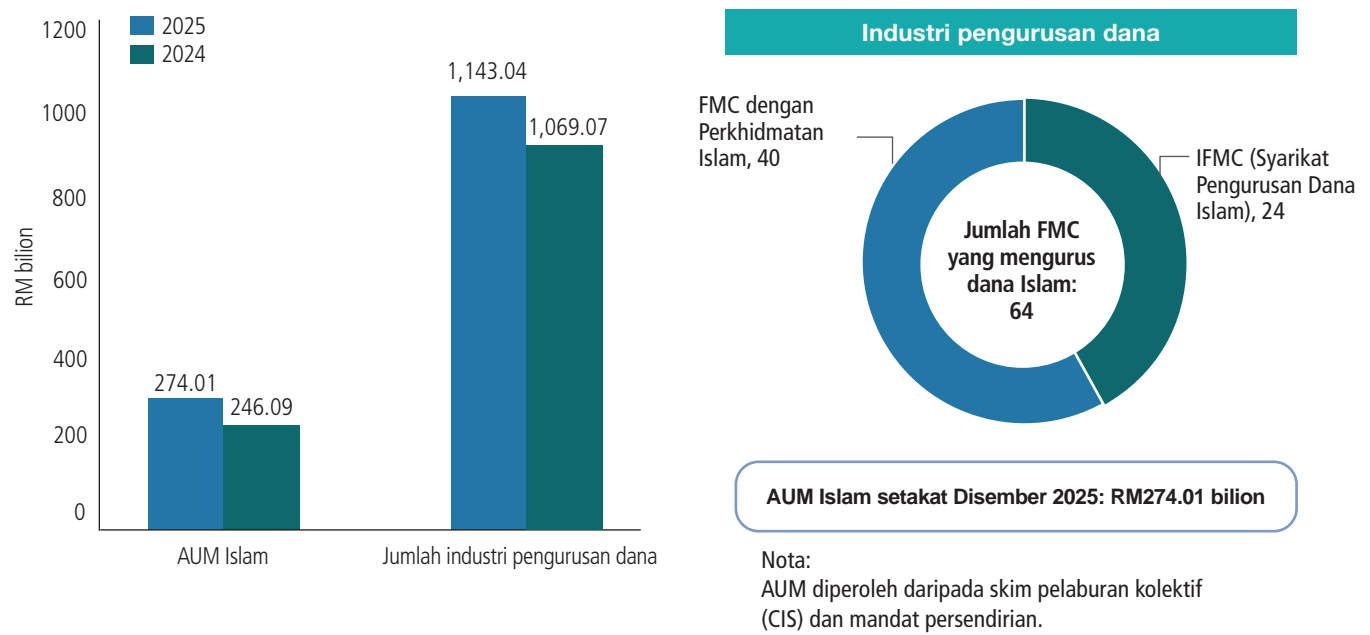 1200
1000
800
600
400
200
0
RM bilion
2025
2024
274.01
246.09
1,143.04
1,069.07
AUM Islam
Jumlah industri pengurusan dana
Industri pengurusan dana
FMC dengan
Perkhidmatan
Islam, 40
IFMC (Syarikat
Pengurusan Dana
Islam), 24
Jumlah FMC
yang mengurus
dana Islam:
64
AUM Islam setakat Disember 2025: RM274.01 bilion
Nota:
AUM diperoleh daripada skim pelaburan kolektif
(CIS) dan mandat persendirian.